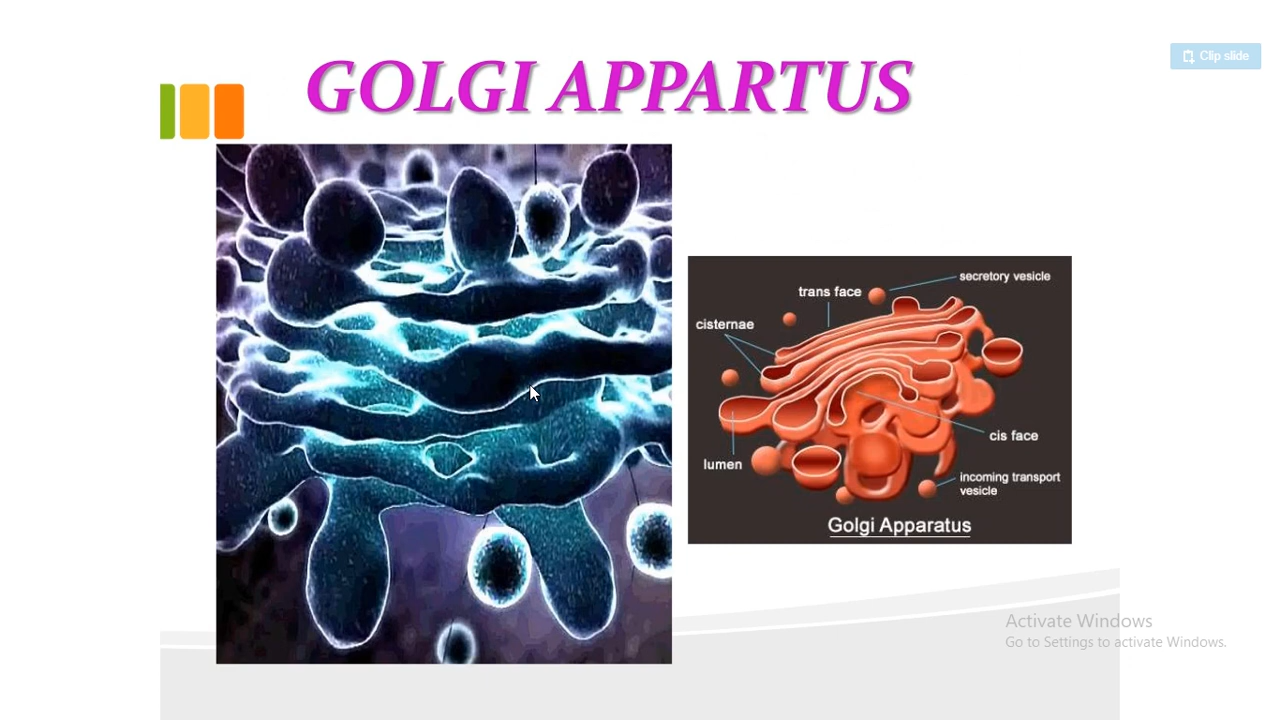 GOLGI APPARTUS
Clip slide
secretory vesicle
trans face
cisternae
cis face
lumen
incoming transport
vesicle
Golgi Apparatus
Activate Windows
Go to Settings to activate Windows.